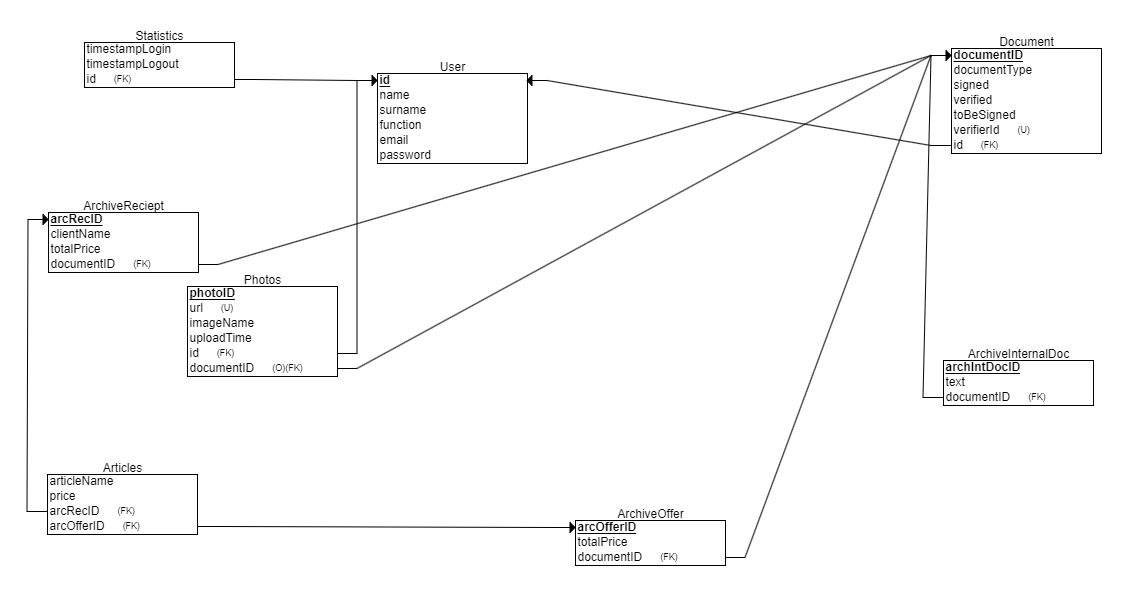 Statistics
timestampLogin
timestampLogout
id (FK)
User
id
name
surname
function
email
password
Document
documentID
documentType
signed
verified
toBeSigned
verifierId (U)
id (FK)
ArchiveReciept
arcRecID
clientName
totalPrice
documentID (FK)
Photos
photoID
url (U)
imageName
uploadTime
id (FK)
documentID (O)(FK)
ArchiveInternalDoc
archIntDocID
text
documentID (FK)
Articles
articleName
price
arcRecID (FK)
arcOfferID (FK)
ArchiveOffer
arcOfferID
totalPrice
documentID (FK)